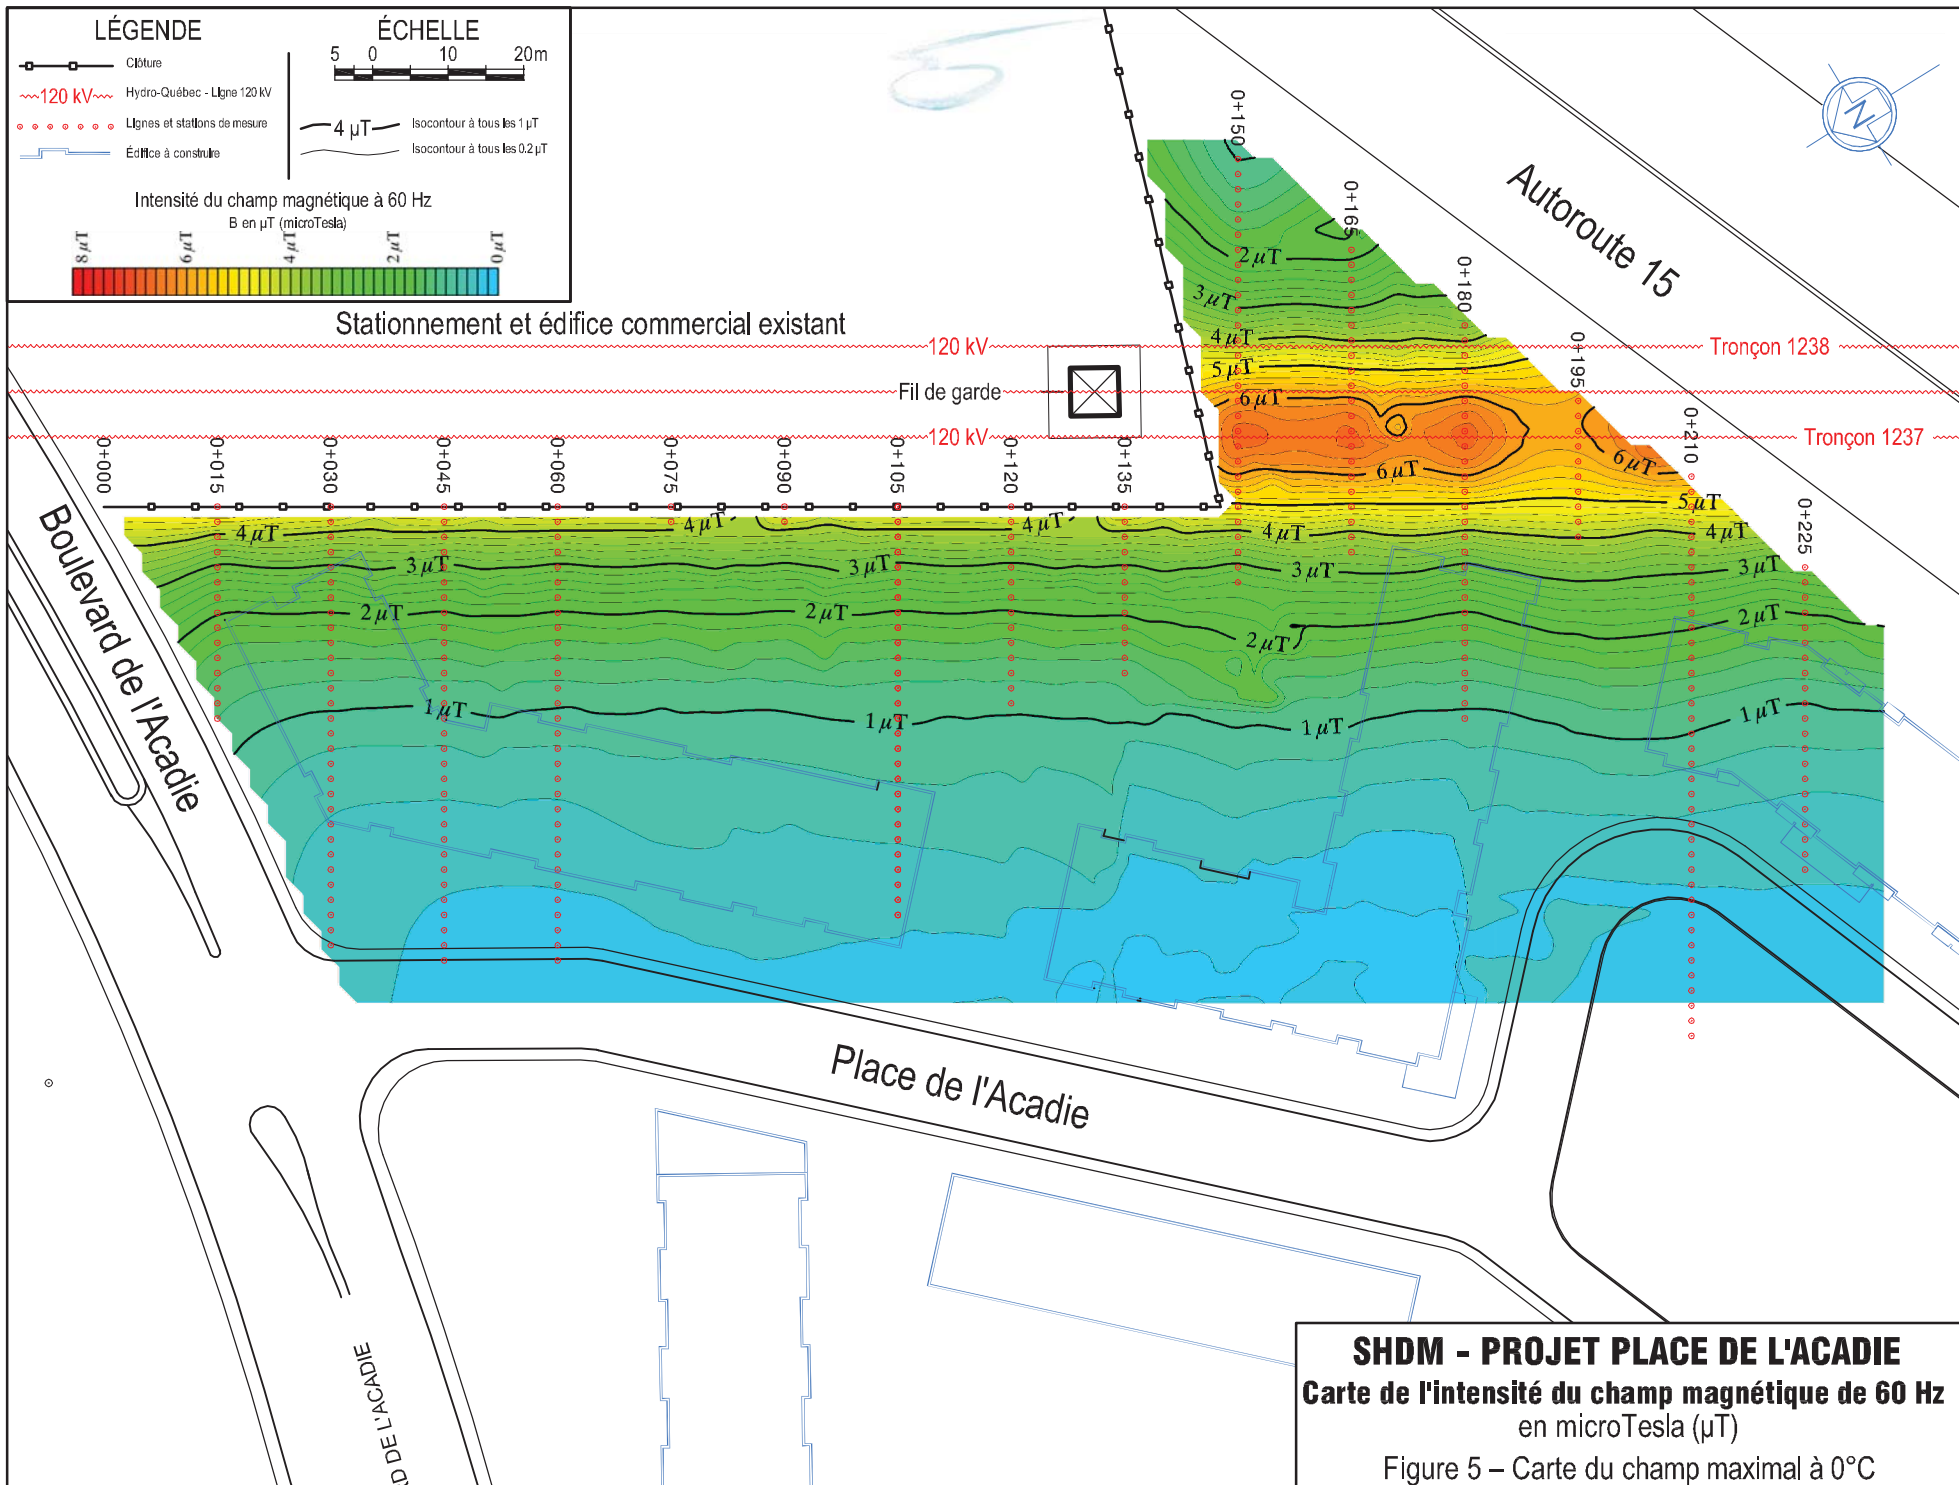 LÉGENDE
Clôture
120 kV
Hydro-Québec - Ligne 120 kV
Lignes et stations de mesure
Édifice à construire
ÉCHELLE
5 0 10 20m
4 µT
Isocontour à tous les 1 µT
Isocontour à tous les 0.2 µT
Intensité du champ magnétique à 60 Hz
B en µT (microTesla)
8 µT 6 µT 4 µT 2 µT 0 µT
N
Autoroute 15
0+150
0+165
0+180
0+195
0+210
0+225
2 µT
3 µT
4 µT
5 µT
6 µT
6 µT
6 µT
5 µT
Stationnement et édifice commercial existant
120 kV
Tronçon 1238
Fil de garde
120 kV
Tronçon 1237
0+000
0+015
0+030
0+045
0+060
0+075
0+090
0+105
0+120
0+135
4 µT
4 µT
4 µT
4 µT
4 µT
3 µT
3 µT
3 µT
3 µT
2 µT
2 µT
2 µT
2 µT
1 µT
1 µT
1 µT
1 µT
Boulevard de l'Acadie
Place de l'Acadie
D DE L'ACADIE
SHDM - PROJET PLACE DE L'ACADIE
Carte de l'intensité du champ magnétique de 60 Hz
en microTesla (µT)
Figure 5 – Carte du champ maximal à 0°C